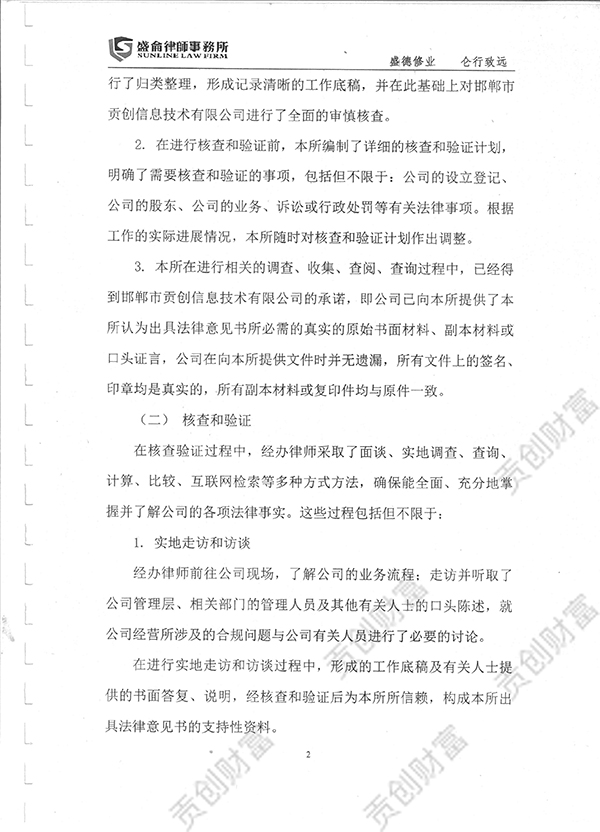 盛侖律師事務所
SUNLINE LAW FIRM
盛德修业 仑行致远
行了归类整理，形成记录清晰的工作底稿，并在此基础上对邯郸市
贡创信息技术有限公司进行了全面的审慎核查。
2. 在进行核查和验证前，本所编制了详细的核查和验证计划，
明确了需要核查和验证的事项，包括但不限于：公司的设立登记、
公司的股东、公司的业务、诉讼或行政处罚等有关法律事项。根据
工作的实际进展情况，本所随时对核查和验证计划作出调整。
3. 本所在进行相关的调查、收集、查阅、查询过程中，已经得
到邯郸市贡创信息技术有限公司的承诺，即公司已向本所提供了本
所认为出具法律意见书所必需的真实的原始书面材料、副本材料或
口头证言，公司在向本所提供文件时并无遗漏，所有文件上的签名、
印章均是真实的，所有副本材料或复印件均与原件一致。
（二） 核查和验证
在核查验证过程中，经办律师采取了面谈、实地调查、查询、
计算、比较、互联网检索等多种方式方法，确保能全面、充分地掌
握并了解公司的各项法律事实。这些过程包括但不限于：
1. 实地走访和访谈
经办律师前往公司现场，了解公司的业务流程；走访并听取了
公司管理层、相关部门的管理人员及其他有关人士的口头陈述，就
公司经营所涉及的合规问题与公司有关人员进行了必要的讨论。
在进行实地走访和访谈过程中，形成的工作底稿及有关人士提
供的书面答复、说明，经核查和验证后为本所所信赖，构成本所出
具法律意见书的支持性资料。
2
贡创财富
贡创财富
贡创财富
贡创财富